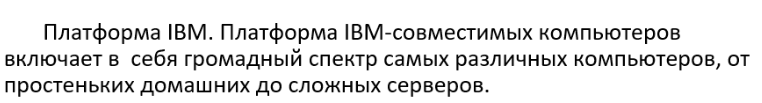 Платформа IBM. Платформа IBM-совместимых компьютеров
включает в  себя громадный спектр самых различных компьютеров, от
простеньких домашних до сложных серверов.